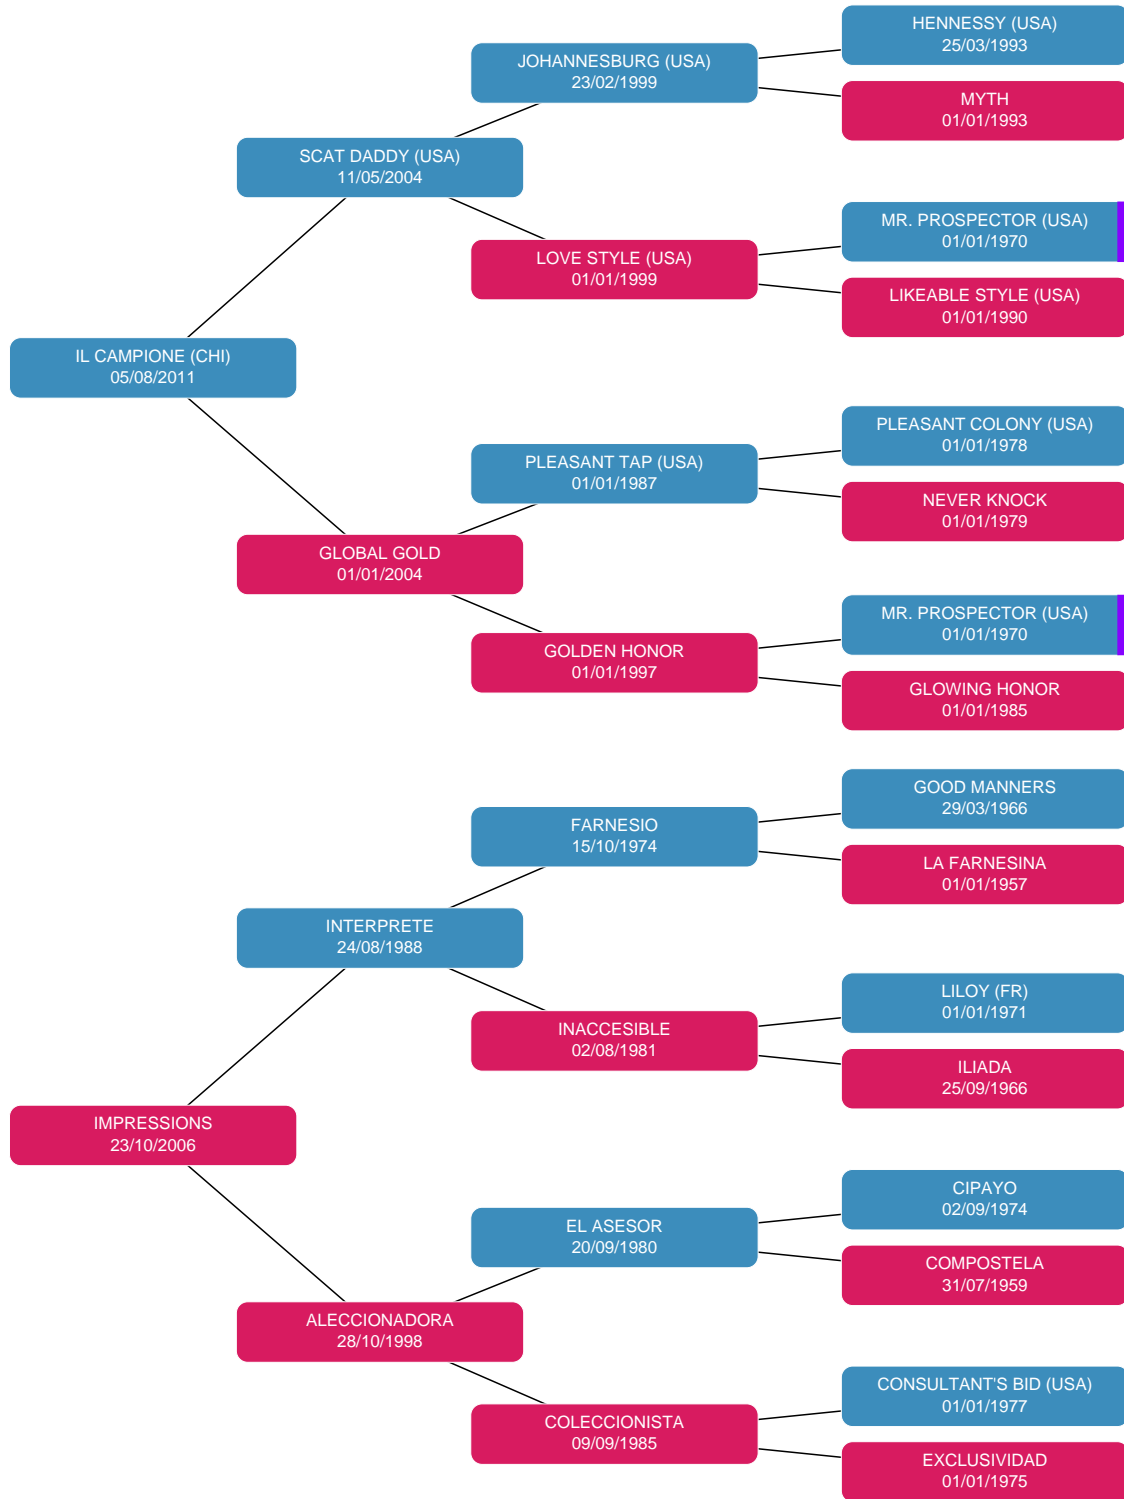 HENNESSY (USA)
25/03/1993
JOHANNESBURG (USA)
23/02/1999
MYTH
01/01/1993
SCAT DADDY (USA)
11/05/2004
MR. PROSPECTOR (USA)
01/01/1970
LOVE STYLE (USA)
01/01/1999
LIKEABLE STYLE (USA)
01/01/1990
IL CAMPIONE (CHI)
05/08/2011
PLEASANT COLONY (USA)
01/01/1978
PLEASANT TAP (USA)
01/01/1987
NEVER KNOCK
01/01/1979
GLOBAL GOLD
01/01/2004
MR. PROSPECTOR (USA)
01/01/1970
GOLDEN HONOR
01/01/1997
GLOWING HONOR
01/01/1985
GOOD MANNERS
29/03/1966
FARNESIO
15/10/1974
LA FARNESINA
01/01/1957
INTERPRETE
24/08/1988
LILOY (FR)
01/01/1971
INACCESIBLE
02/08/1981
ILIADA
25/09/1966
IMPRESSIONS
23/10/2006
CIPAYO
02/09/1974
EL ASESOR
20/09/1980
COMPOSTELA
31/07/1959
ALECCIONADORA
28/10/1998
CONSULTANT'S BID (USA)
01/01/1977
COLECCIONISTA
09/09/1985
EXCLUSIVIDAD
01/01/1975